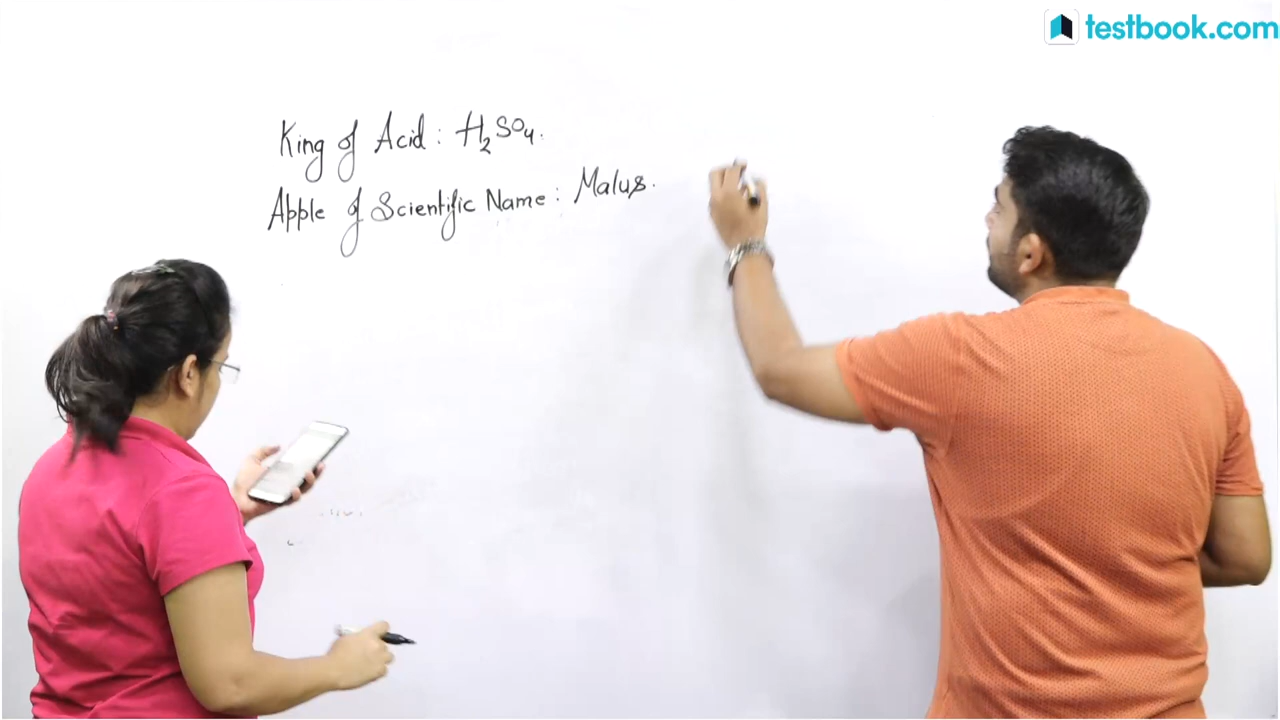 testbook.com
King of Acid : H₂SO₄.
Apple of Scientific Name : Malus.